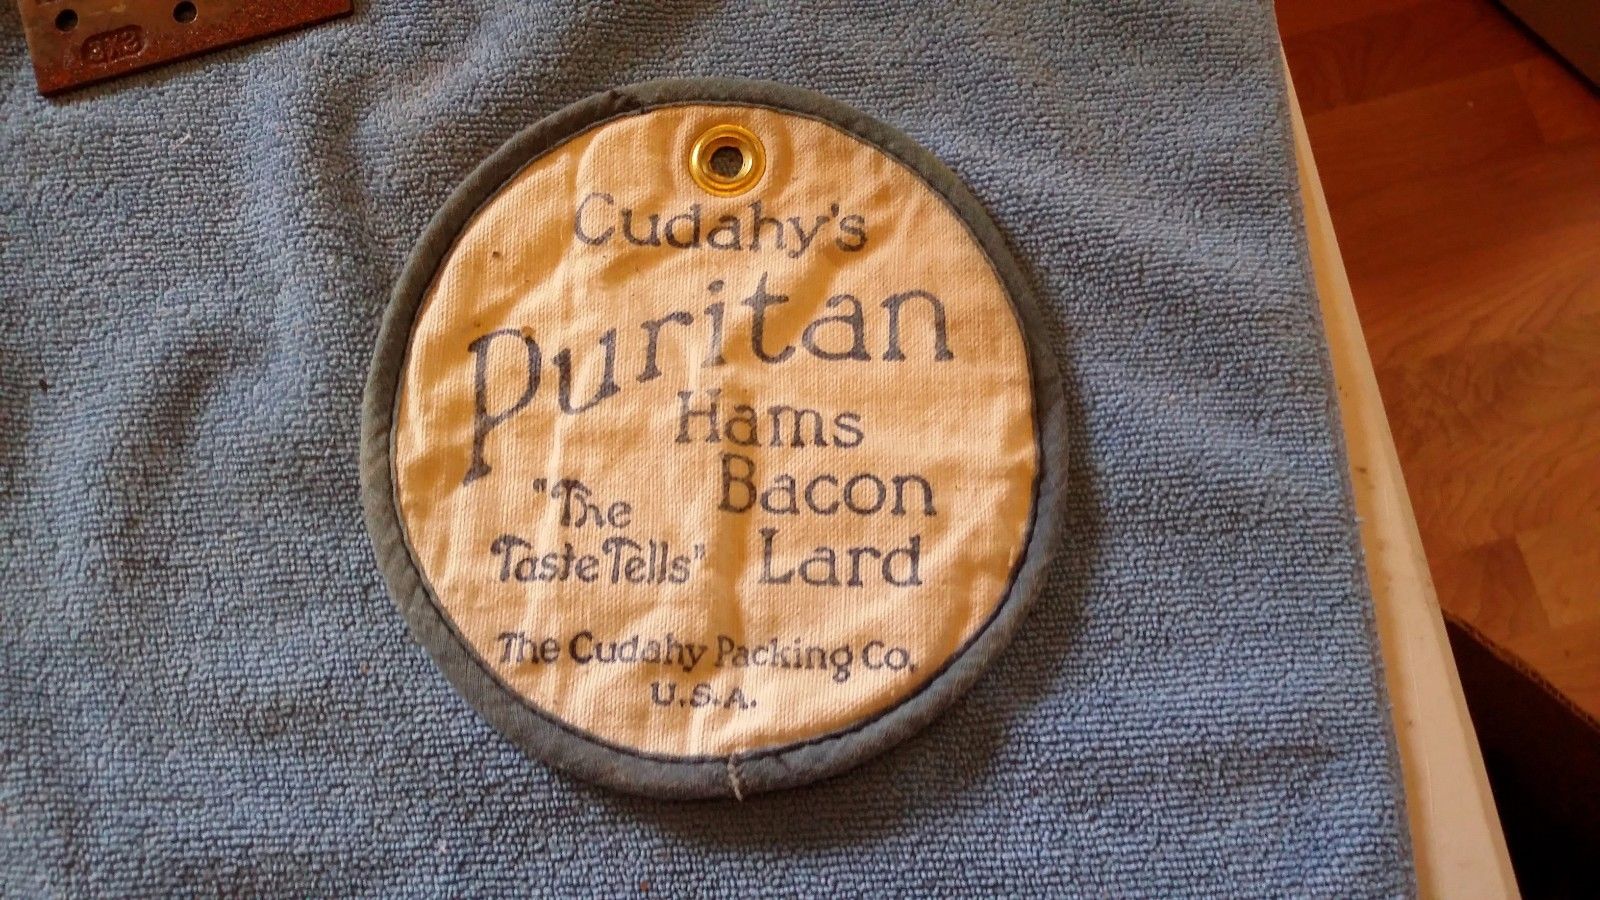 Cudahy's
Puritan
Hams
Bacon
Lard
"The
Taste Tells"
The Cudahy Packing Co.
U.S.A.